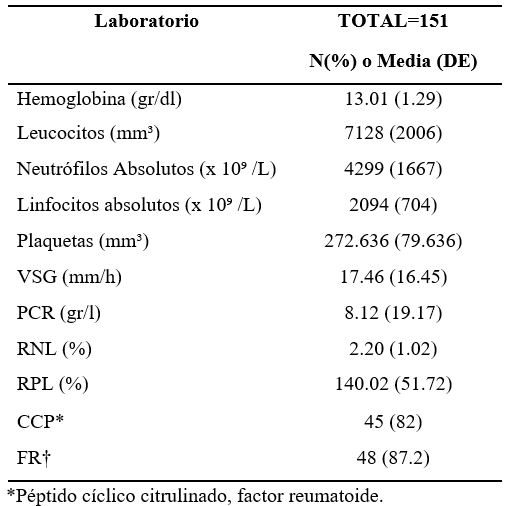 Laboratorio TOTAL=151
N(%) o Media (DE)
Hemoglobina (gr/dl) 13.01 (1.29)
Leucocitos (mm³) 7128 (2006)
Neutrófilos Absolutos (x 10⁹ /L) 4299 (1667)
Linfocitos absolutos (x 10⁹ /L) 2094 (704)
Plaquetas (mm³) 272.636 (79.636)
VSG (mm/h) 17.46 (16.45)
PCR (gr/l) 8.12 (19.17)
RNL (%) 2.20 (1.02)
RPL (%) 140.02 (51.72)
CCP* 45 (82)
FR† 48 (87.2)
*Péptido cíclico citrulinado, factor reumatoide.